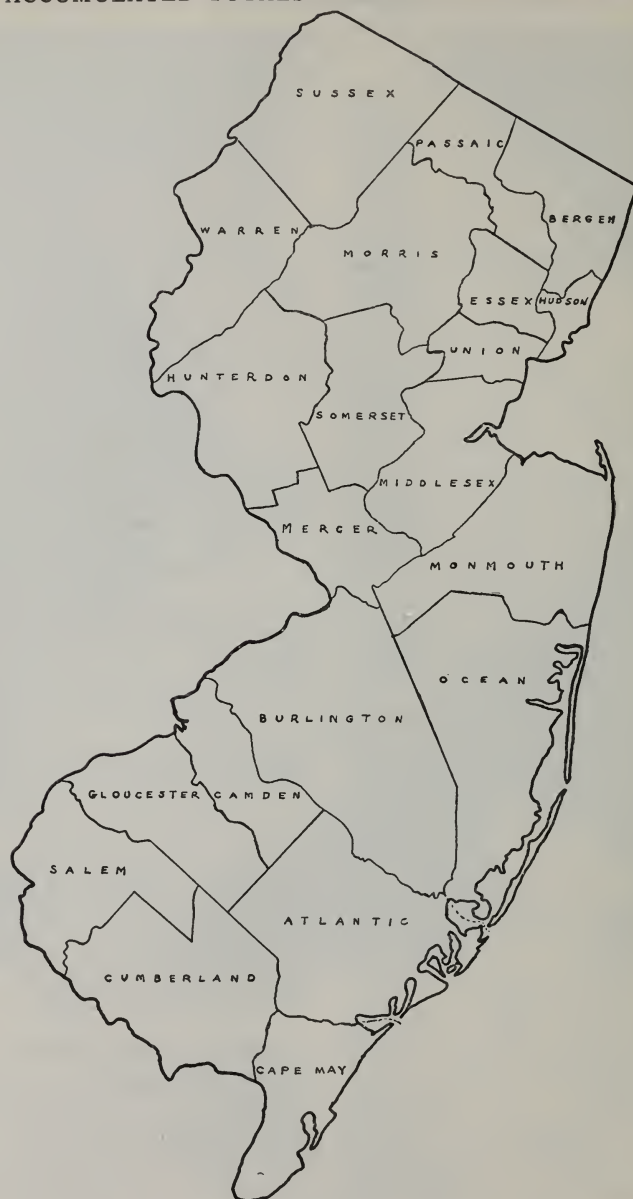 SUSSEX
PASSAIC
BERGEN
WARREN
MORRIS
ESSEX
HUDSON
UNION
HUNTERDON
SOMERSET
MIDDLESEX
MERCER
MONMOUTH
OCEAN
BURLINGTON
GLOUCESTER
CAMDEN
SALEM
ATLANTIC
CUMBERLAND
CAPE MAY